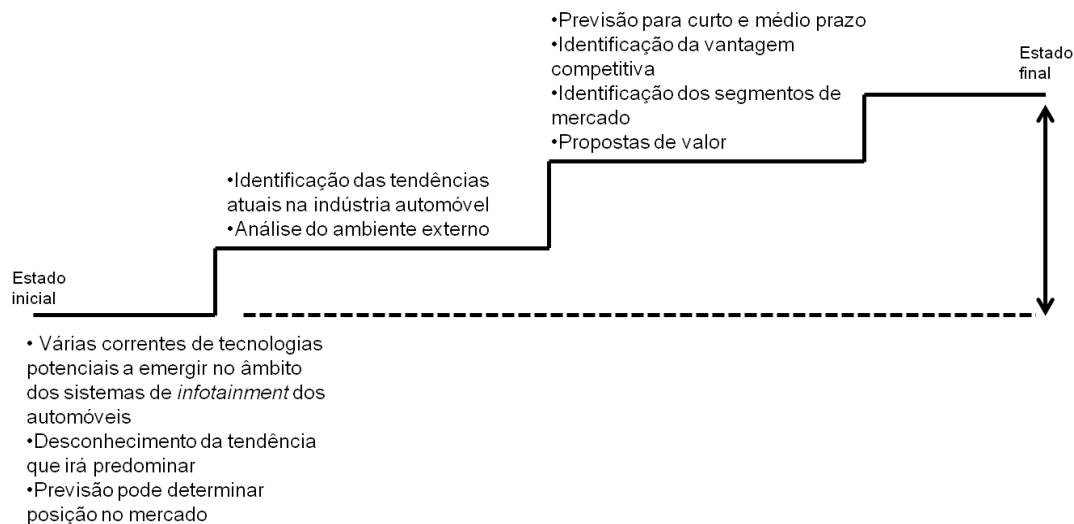 Estado
inicial
• Várias correntes de tecnologias
potenciais a emergir no âmbito
dos sistemas de infotainment dos
automóveis
•Desconhecimento da tendência
que irá predominar
•Previsão pode determinar
posição no mercado
•Identificação das tendências
atuais na indústria automóvel
•Análise do ambiente externo
•Previsão para curto e médio prazo
•Identificação da vantagem
competitiva
•Identificação dos segmentos de
mercado
•Propostas de valor
Estado
final